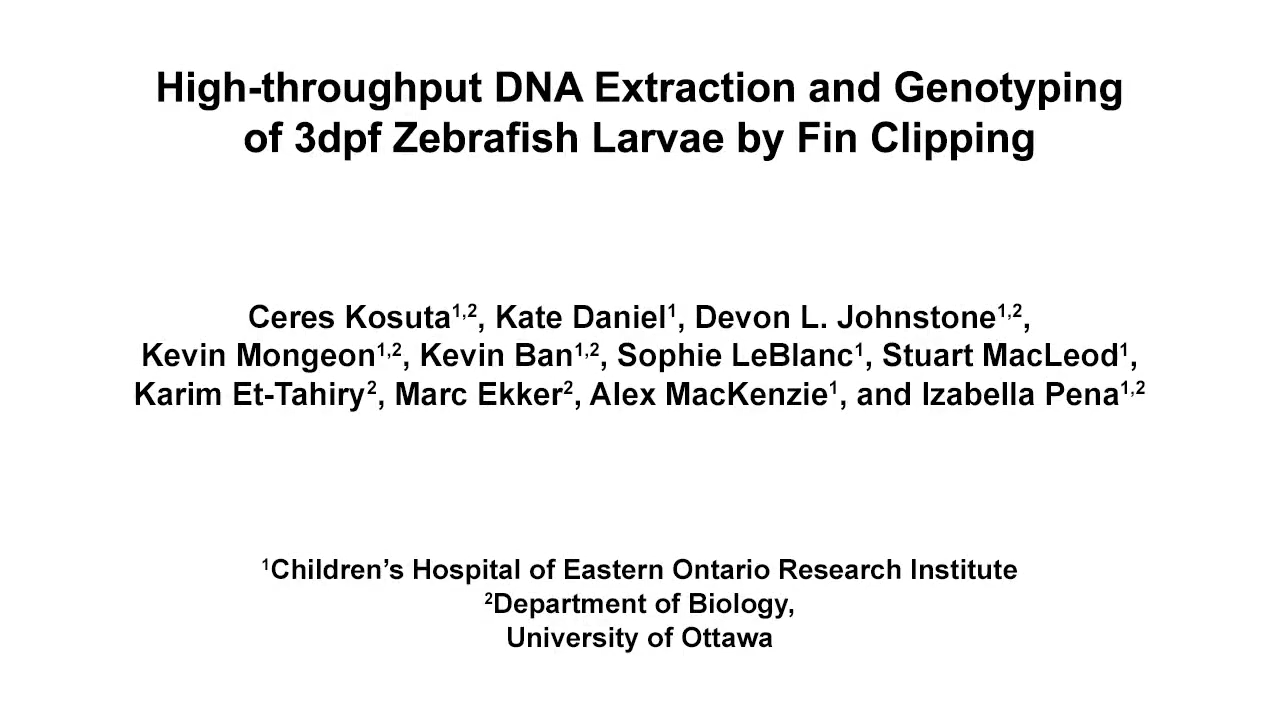 High-throughput DNA Extraction and Genotyping
of 3dpf Zebrafish Larvae by Fin Clipping
Ceres Kosuta1,2, Kate Daniel1, Devon L. Johnstone1,2,
Kevin Mongeon1,2, Kevin Ban1,2, Sophie LeBlanc1, Stuart MacLeod1,
Karim Et-Tahiry2, Marc Ekker2, Alex MacKenzie1, and Izabella Pena1,2
1Children’s Hospital of Eastern Ontario Research Institute
2Department of Biology,
University of Ottawa